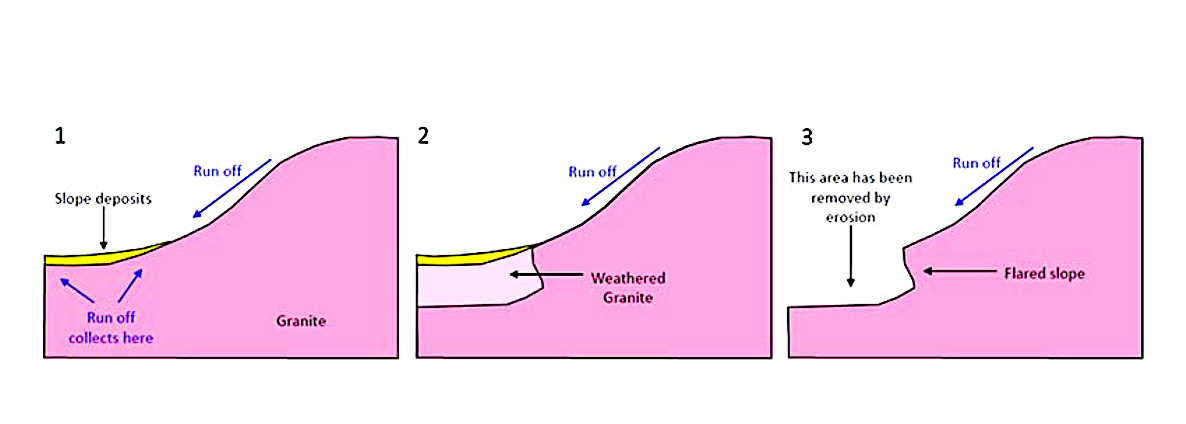 1
Run off
Slope deposits
Run off
collects here
Granite
2
Run off
Weathered
Granite
3
Run off
This area has been
removed by
erosion
Flared slope